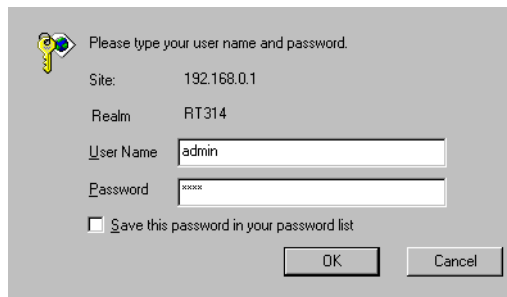 Please type your user name and password.
Site: 192.168.0.1
Realm RT314
User Name admin
Password ****
Save this password in your password list
OK Cancel